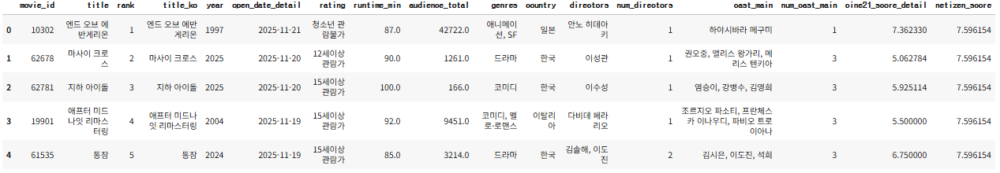 movie_id title rank title_ko year open_date_detail rating runtime_min audience_total genres country directors num_directors cast_main num_cast_main cine21_score_detail netizen_score
0 10302 엔드 오브 에반게리온 1 엔드 오브 에반게리온 1997 2025-11-21 청소년 관람불가 87.0 42722.0 애니메이션, SF 일본 안노 히데아키 1 하야시바라 메구미 1 7.362330 7.596154
1 62678 마사이 크로스 2 마사이 크로스 2025 2025-11-20 12세이상관람가 90.0 1261.0 드라마 한국 이성관 1 권오중, 앨리스 왕가리, 메리스 텐키아 3 5.062784 7.596154
2 62781 지하 아이돌 3 지하 아이돌 2025 2025-11-20 15세이상관람가 100.0 166.0 코미디 한국 이수성 1 염승이, 강병수, 김영희 3 5.925114 7.596154
3 19901 애프터 미드나잇 리마스터링 4 애프터 미드나잇 리마스터링 2004 2025-11-19 15세이상관람가 92.0 9451.0 코미디, 멜로·로맨스 이탈리아 다비데 페라리오 1 조르지오 파소티, 프란체스카 이나우디, 파비오 트로이아나 3 5.500000 7.596154
4 61535 통잠 5 통잠 2024 2025-11-19 15세이상관람가 85.0 3214.0 드라마 한국 김솔해, 이도진 2 김시은, 이도진, 석희 3 6.750000 7.596154